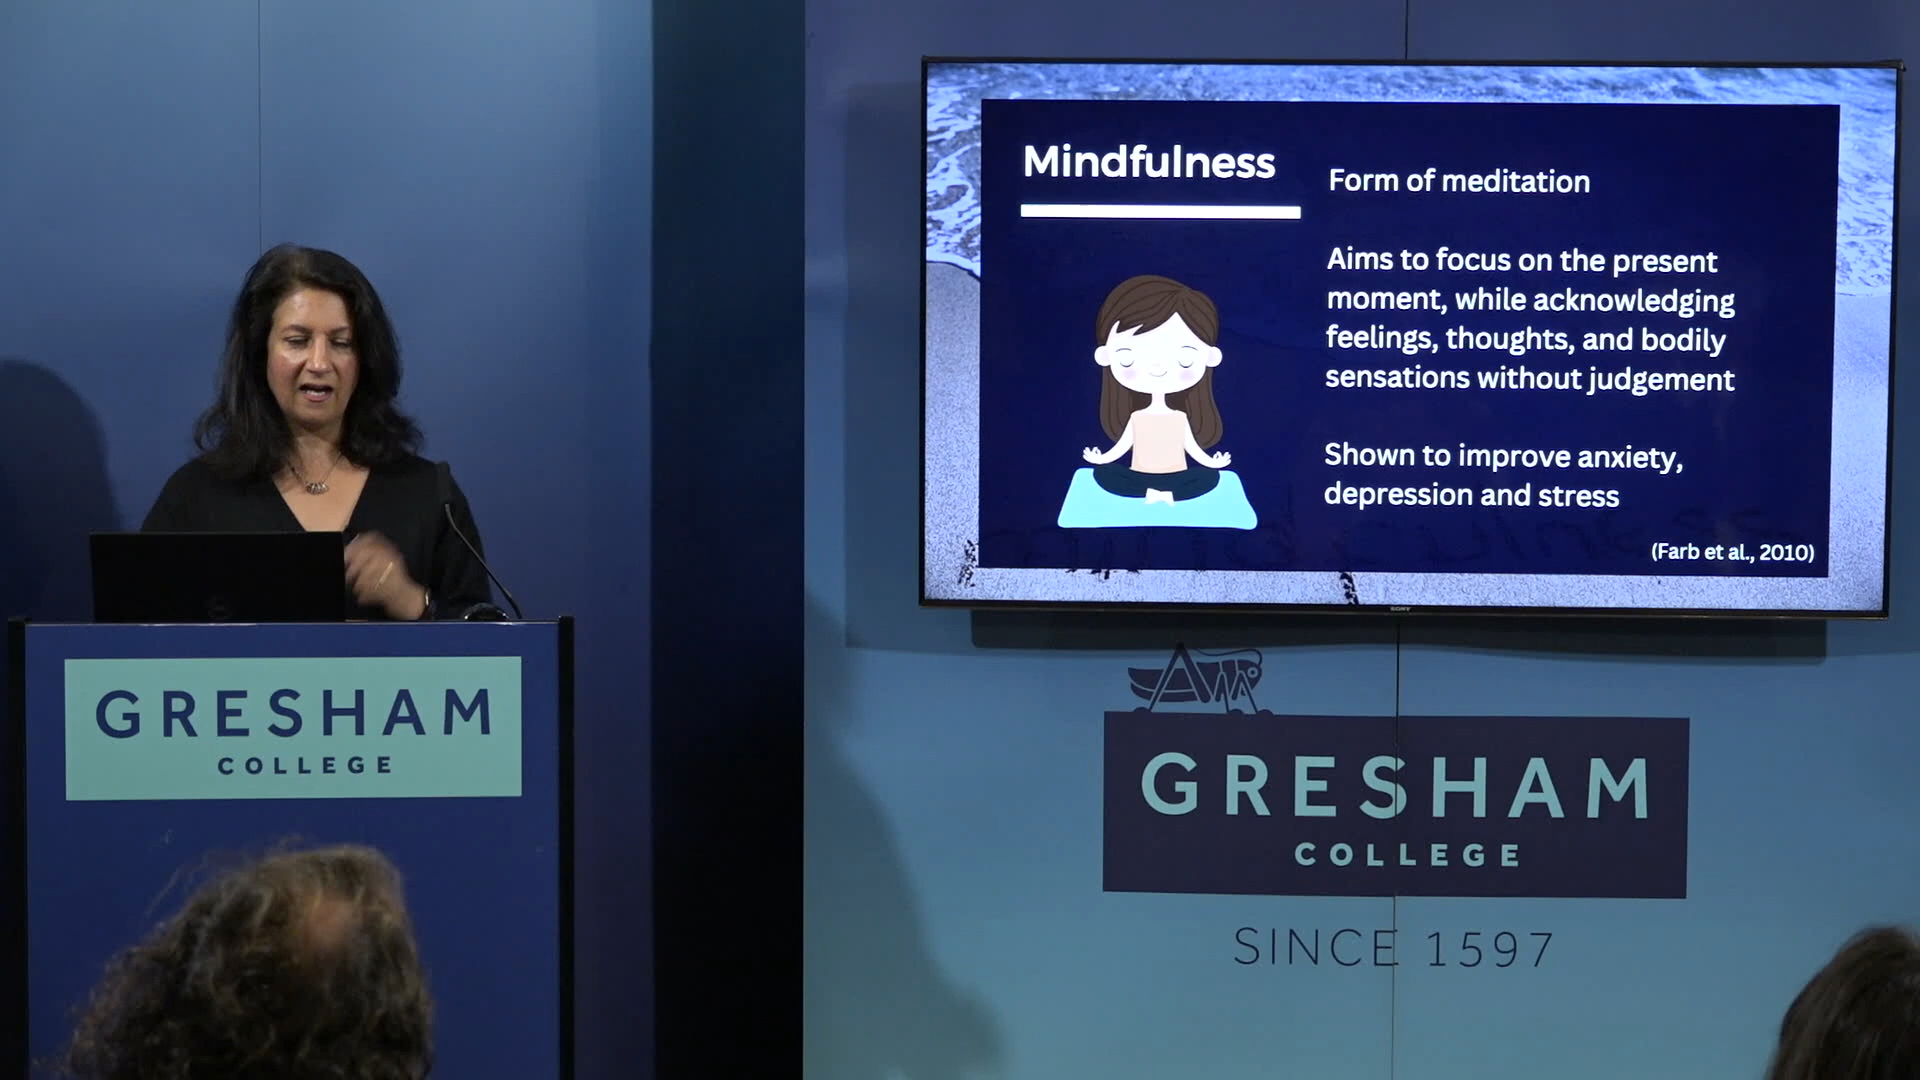 Mindfulness
Form of meditation
Aims to focus on the present
moment, while acknowledging
feelings, thoughts, and bodily
sensations without judgement
Shown to improve anxiety,
depression and stress
(Farb et al., 2010)
SONY
GRESHAM
COLLEGE
GRESHAM
COLLEGE
SINCE 1597